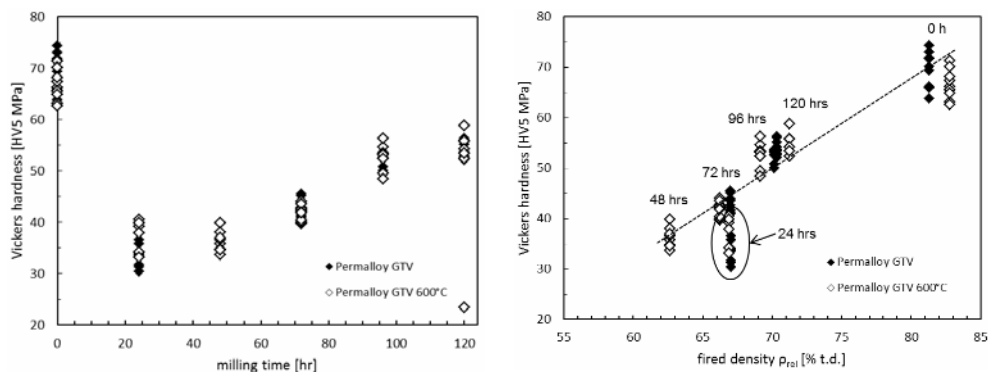 80
70
60
50
40
30
20
Vickers hardness [HV5 MPa]
◆ Permalloy GTV
◇ Permalloy GTV 600°C
0 20 40 60 80 100 120
milling time [hr]
80
70
60
50
40
30
20
Vickers hardness [HV5 MPa]
0 h
120 hrs
96 hrs
72 hrs
48 hrs
24 hrs
◆ Permalloy GTV
◇ Permalloy GTV 600°C
55 60 65 70 75 80 85
fired density ρrel [% t.d.]